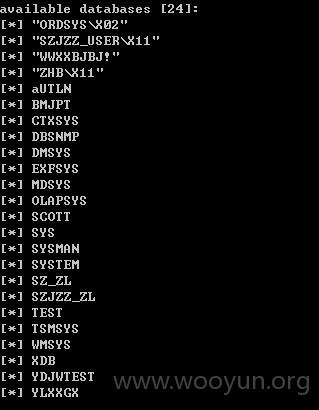 available databases [24]:
[*] "ORDSYS\X02"
[*] "SZJZZ_USER\X11"
[*] "WWXXBJBJ!"
[*] "ZHB\X11"
[*] aUTLN
[*] BMJPT
[*] CTXSYS
[*] DBSNMP
[*] DMSYS
[*] EXFSYS
[*] MDSYS
[*] OLAPSYS
[*] SCOTT
[*] SYS
[*] SYSMAN
[*] SYSTEM
[*] SZ_ZL
[*] SZJZZ_ZL
[*] TEST
[*] TSMSYS
[*] WMSYS
[*] XDB
[*] YDJWTEST
[*] YLXXGX
www.wooyun.org